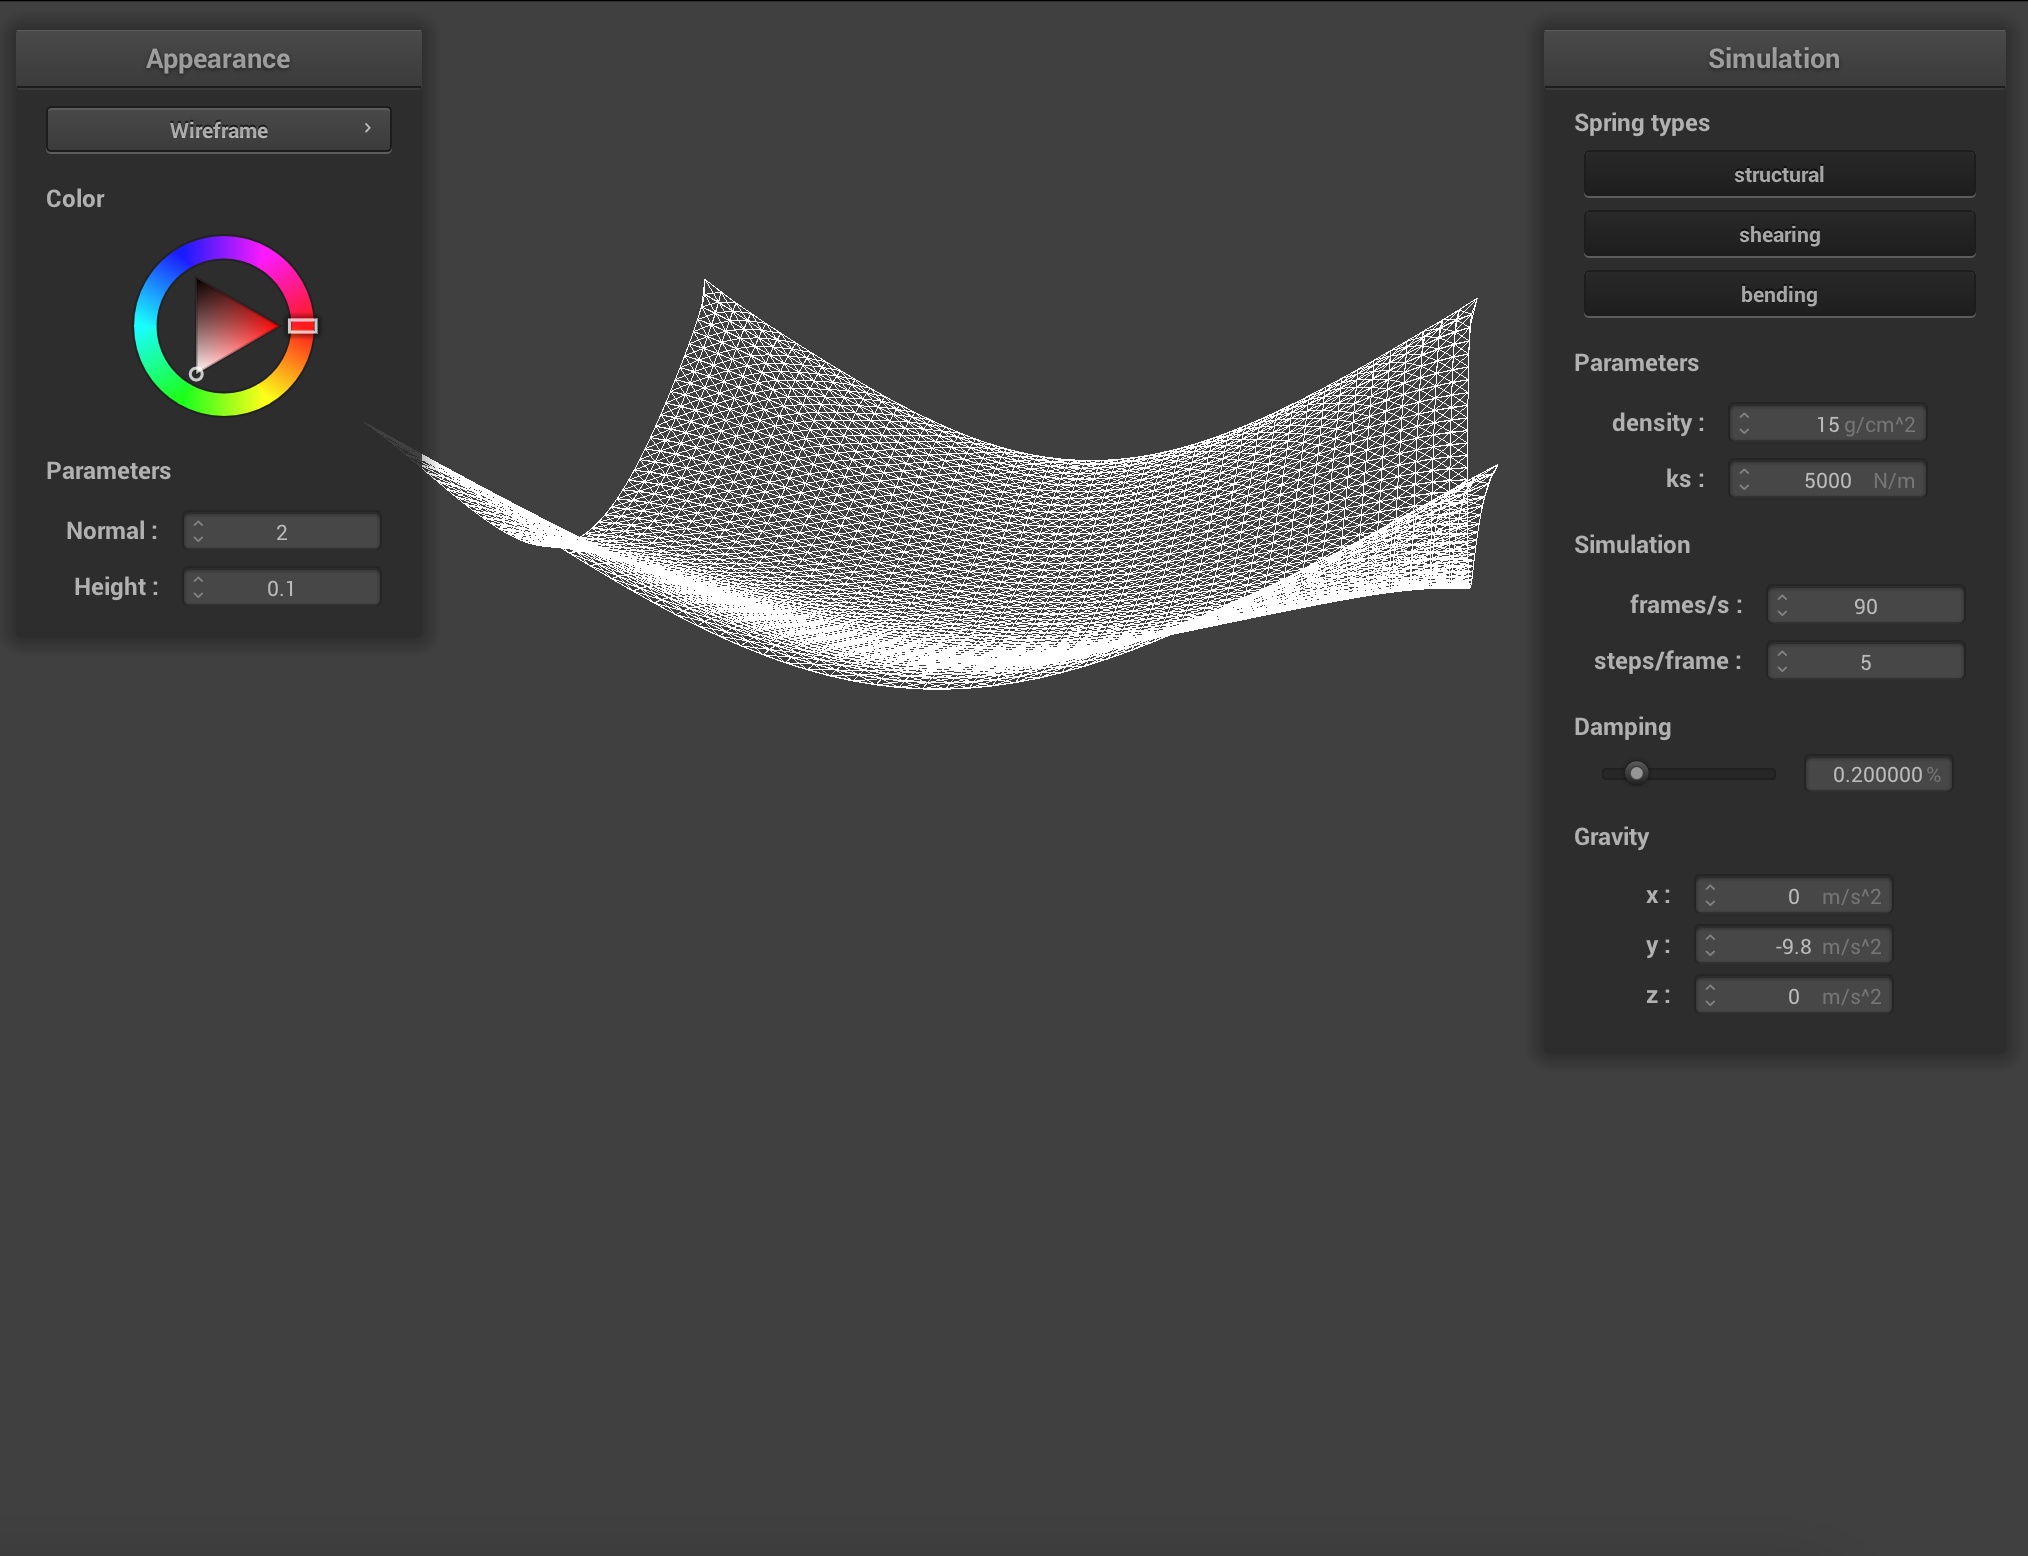 Appearance
Wireframe
Color
Parameters
Normal : 2
Height : 0.1
Simulation
Spring types
structural
shearing
bending
Parameters
density : 15 g/cm^2
ks : 5000 N/m
Simulation
frames/s : 90
steps/frame : 5
Damping
0.200000 %
Gravity
x : 0 m/s^2
y : -9.8 m/s^2
z : 0 m/s^2